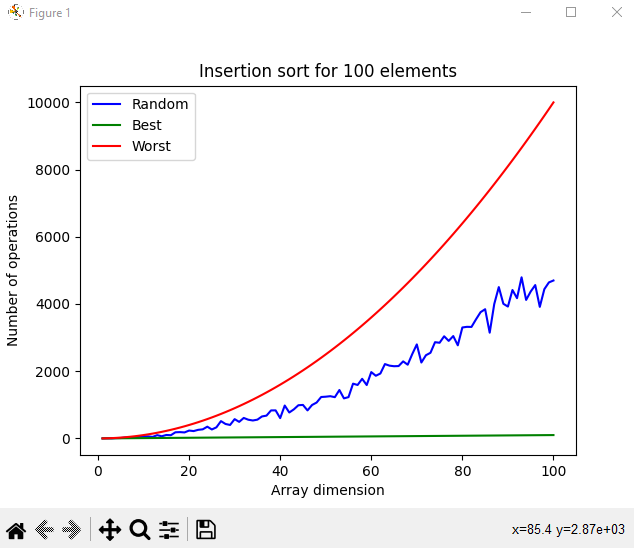 Figure 1
Insertion sort for 100 elements
Random
Best
Worst
10000
8000
6000
4000
2000
0
Number of operations
0 20 40 60 80 100
Array dimension
x=85.4 y=2.87e+03